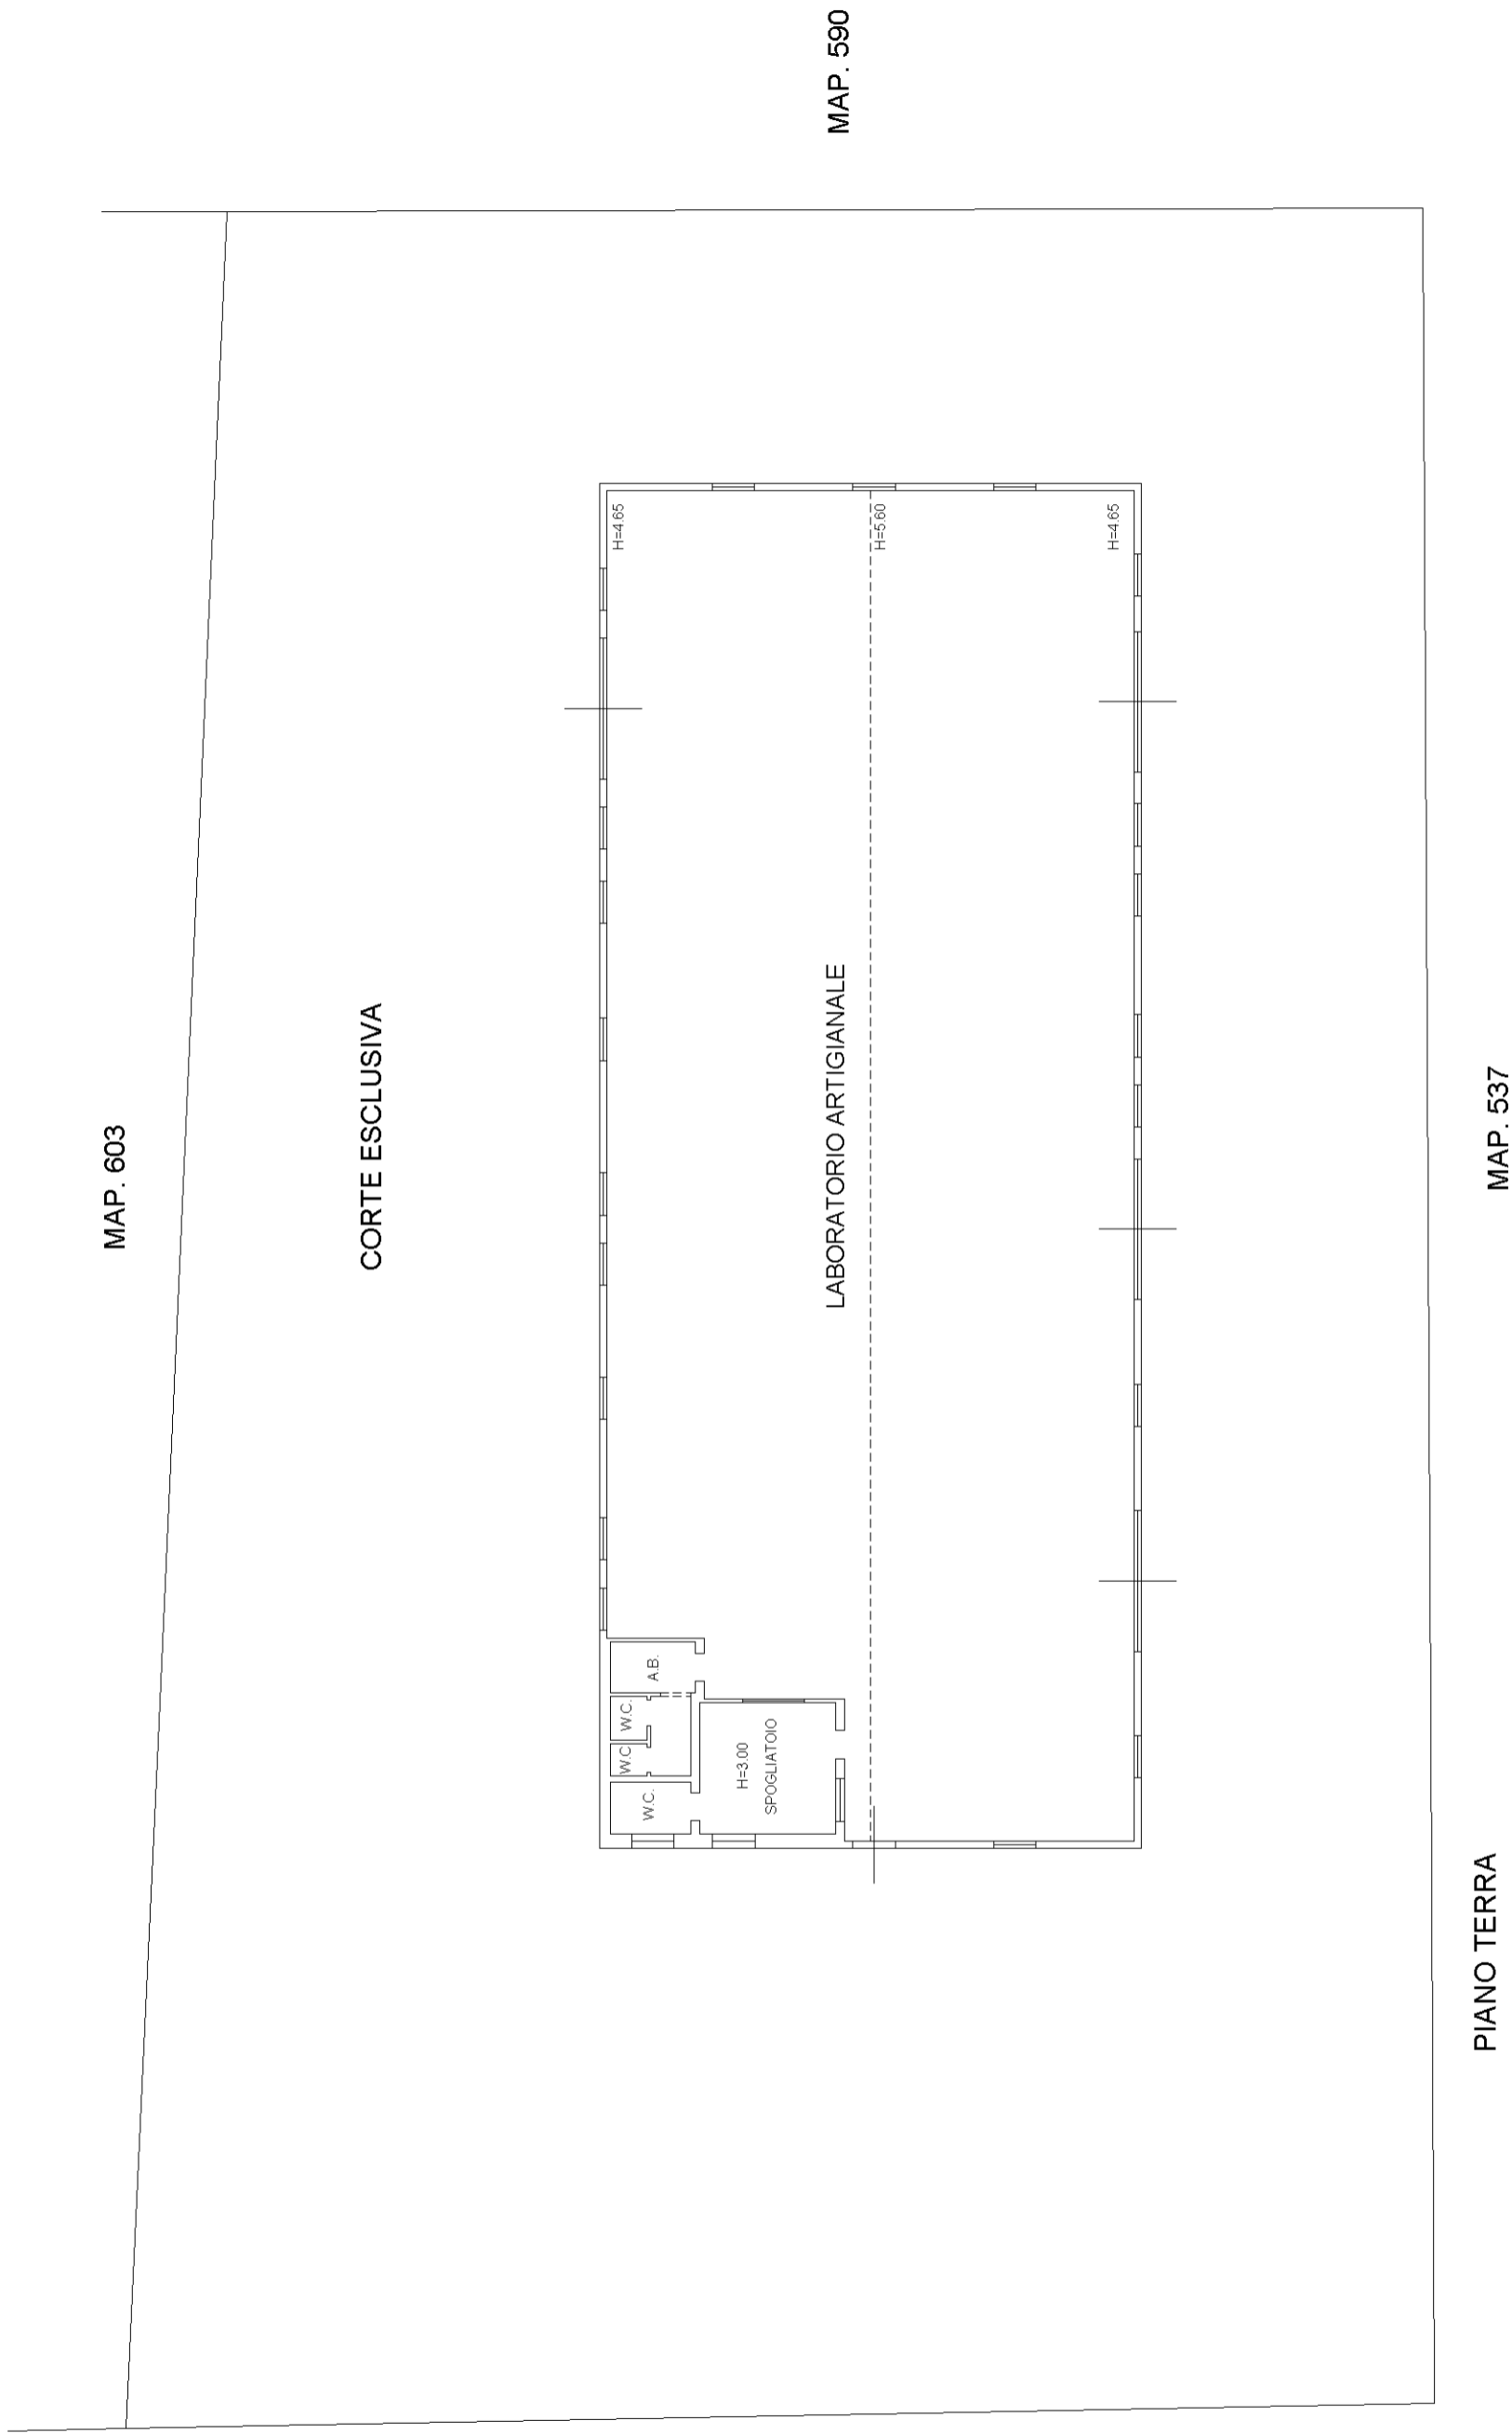 MAP. 603
CORTE ESCLUSIVA
H=4.65
A.B.
W.C.
W.C
W.C.
H=3.00
SPOGLIATOIO
LABORATORIO ARTIGIANALE
MAP. 590
H=5.60
H=4.65
PIANO TERRA
MAP. 537